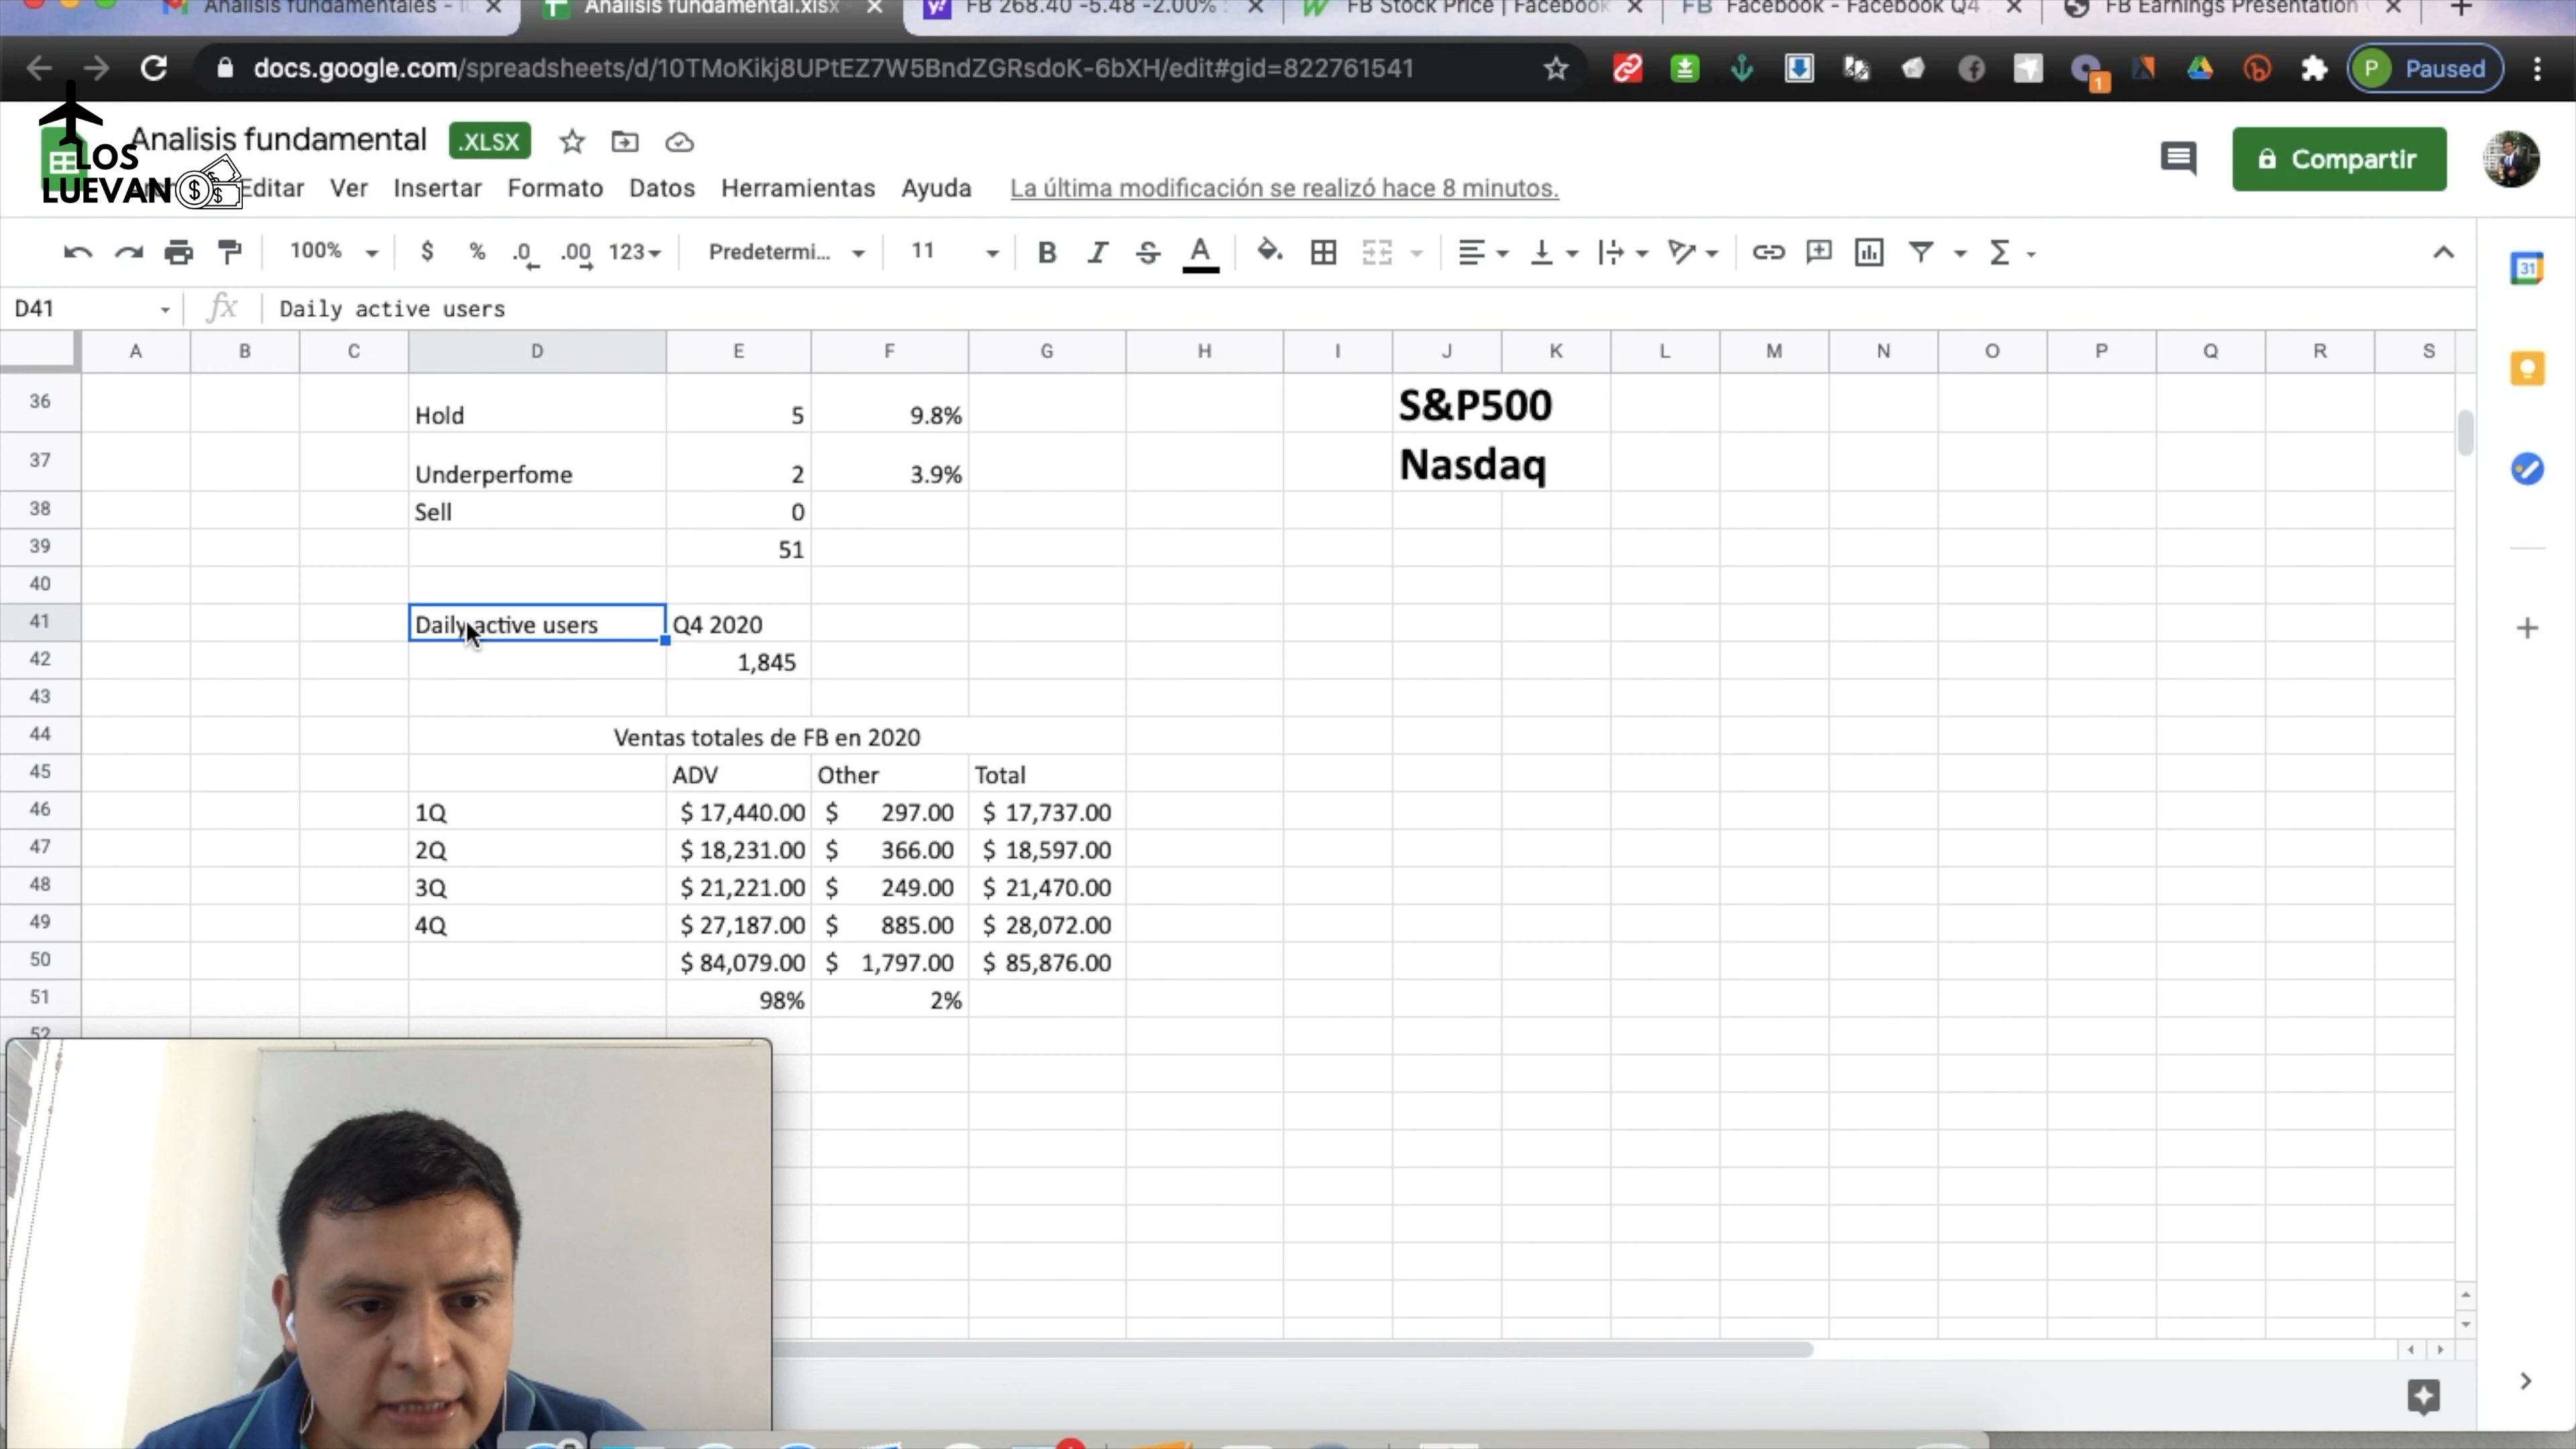 Analisis fundamentales -
Analisis fundamental.xlsx
FB 268.40 -5.48 -2.00%
FB Stock Price | Facebook
FB Facebook - Facebook Q4
FB Earnings Presentation
docs.google.com/spreadsheets/d/10TMoKikj8UPtEZ7W5BndZGRsdoK-6bXH/edit#gid=822761541
1
P Paused
Analisis fundamental .XLSX
LOS
LUEVAN
Editar Ver Insertar Formato Datos Herramientas Ayuda La última modificación se realizó hace 8 minutos.
Compartir
100% $ % .0 .00 123 Predetermi... 11 B I S A Σ
31
D41 fx Daily active users
A B C D E F G H I J K L M N O P Q R S
36 Hold 5 9.8% S&P500
37 Underperfome 2 3.9% Nasdaq
38 Sell 0
39 51
40
41 Daily active users Q4 2020
42 1,845
43
44 Ventas totales de FB en 2020
45 ADV Other Total
46 1Q $ 17,440.00 $ 297.00 $ 17,737.00
47 2Q $ 18,231.00 $ 366.00 $ 18,597.00
48 3Q $ 21,221.00 $ 249.00 $ 21,470.00
49 4Q $ 27,187.00 $ 885.00 $ 28,072.00
50 $ 84,079.00 $ 1,797.00 $ 85,876.00
51 98% 2%
52